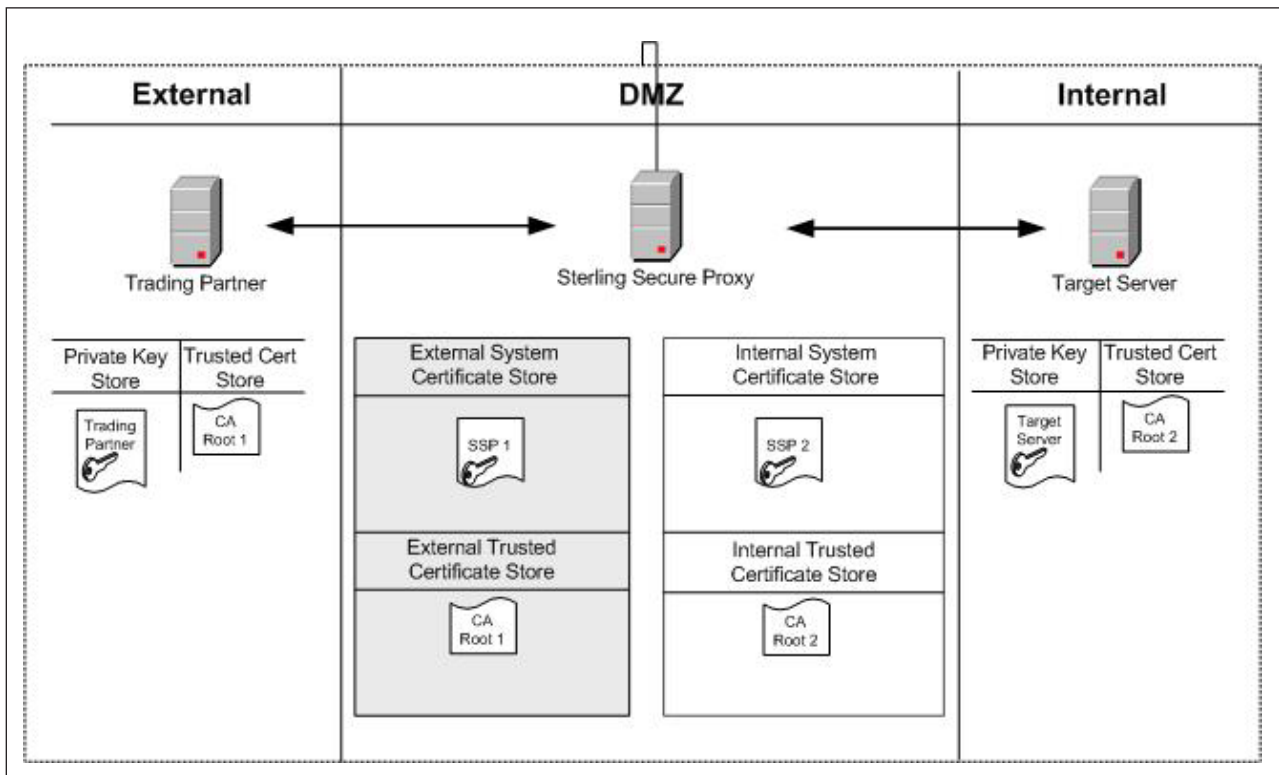 External
DMZ
Internal
Trading Partner
Sterling Secure Proxy
Target Server
Private Key
Store
Trusted Cert
Store
Trading
Partner
CA
Root 1
External System
Certificate Store
SSP 1
External Trusted
Certificate Store
CA
Root 1
Internal System
Certificate Store
SSP 2
Internal Trusted
Certificate Store
CA
Root 2
Private Key
Store
Trusted Cert
Store
Target
Server
CA
Root 2